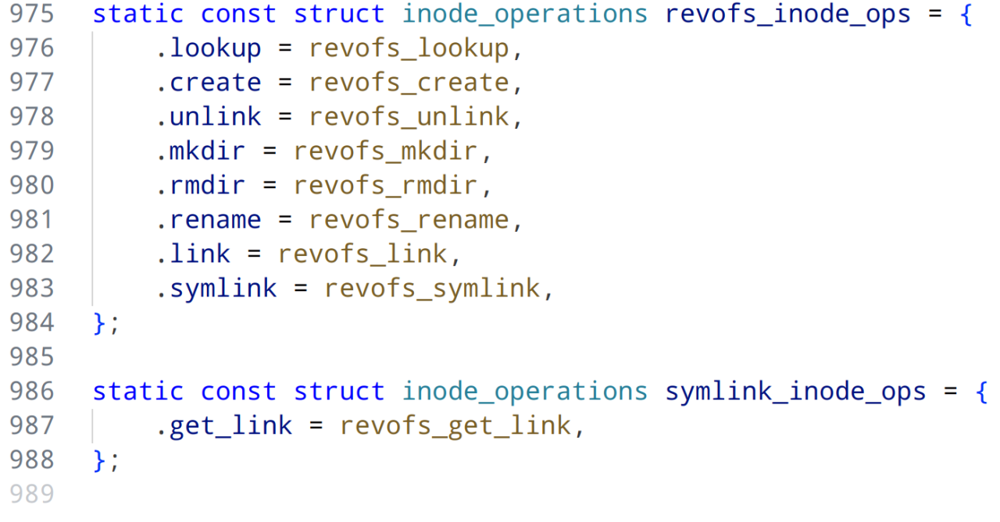 975 static const struct inode_operations revofs_inode_ops = {
976     .lookup = revofs_lookup,
977     .create = revofs_create,
978     .unlink = revofs_unlink,
979     .mkdir = revofs_mkdir,
980     .rmdir = revofs_rmdir,
981     .rename = revofs_rename,
982     .link = revofs_link,
983     .symlink = revofs_symlink,
984 };
985
986 static const struct inode_operations symlink_inode_ops = {
987     .get_link = revofs_get_link,
988 };
989